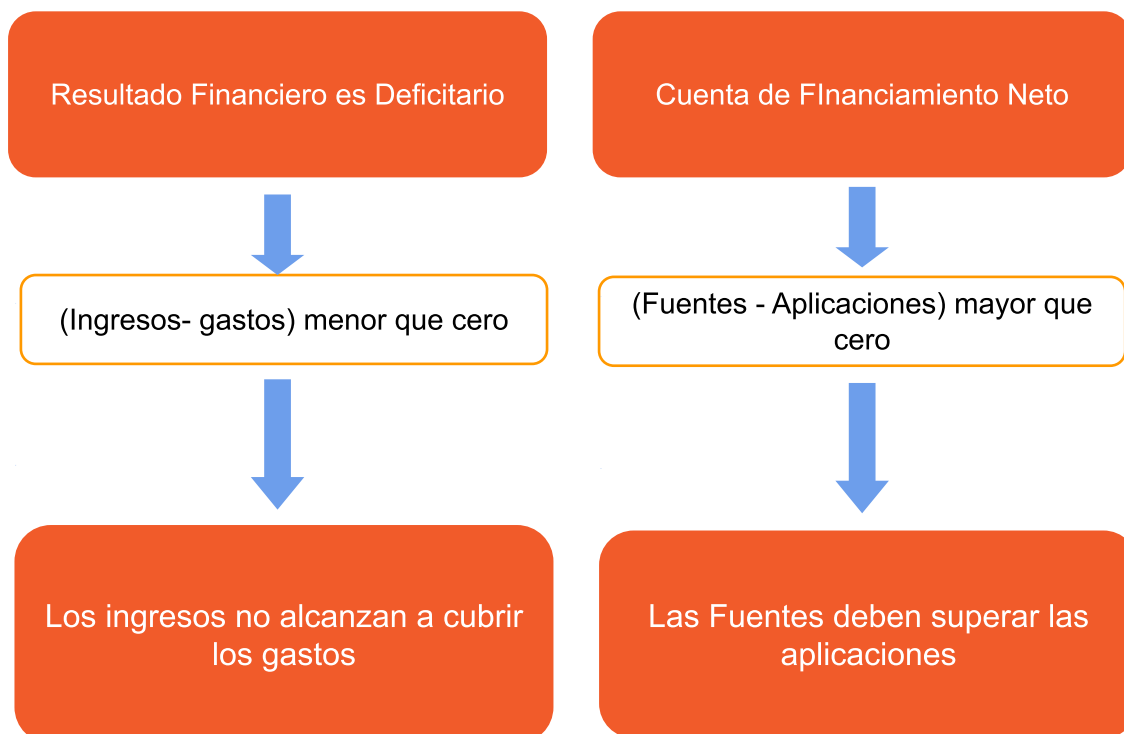 Resultado Financiero es Deficitario
Cuenta de FInanciamiento Neto
(Ingresos- gastos) menor que cero
(Fuentes - Aplicaciones) mayor que
cero
Los ingresos no alcanzan a cubrir
los gastos
Las Fuentes deben superar las
aplicaciones